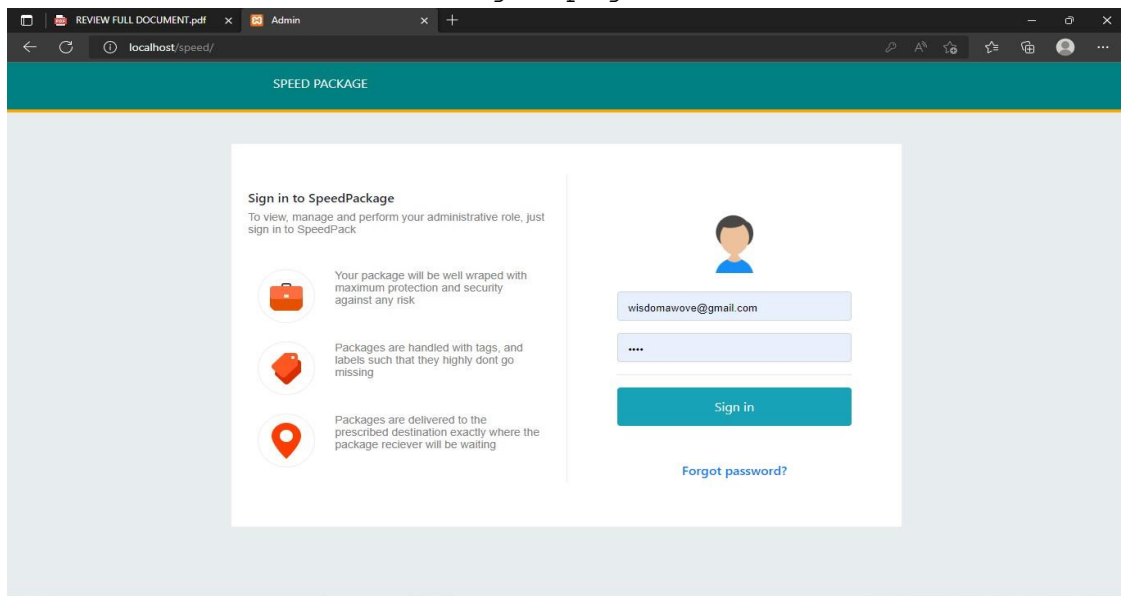 REVIEW FULL DOCUMENT.pdf
Admin
localhost/speed/
SPEED PACKAGE
Sign in to SpeedPackage
To view, manage and perform your administrative role, just
sign in to SpeedPack
Your package will be well wraped with
maximum protection and security
against any risk
Packages are handled with tags, and
labels such that they highly dont go
missing
Packages are delivered to the
prescribed destination exactly where the
package reciever will be waiting
wisdomawove@gmail.com
••••
Sign in
Forgot password?